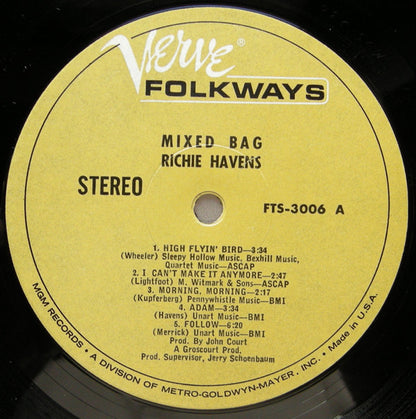 Verve®
FOLKWAYS
MIXED BAG
RICHIE HAVENS
STEREO
FTS-3006 A
1. HIGH FLYIN' BIRD—3:34
(Wheeler) Sleepy Hollow Music, Bexhill Music,
Quartet Music—ASCAP
2. I CAN'T MAKE IT ANYMORE—2:47
(Lightfoot) M. Witmark & Sons—ASCAP
3. MORNING, MORNING—2:17
(Kupferberg) Pennywhistle Music—BMI
4. ADAM—3:34
(Havens) Unart Music—BMI
5. FOLLOW—6:20
(Merrick) Unart Music—BMI
Prod. By John Court
A Groscourt Prod.
Prod. Supervisor, Jerry Schoenbaum
MGM RECORDS • A DIVISION OF METRO-GOLDWYN-MAYER, INC. • Made in U.S.A.